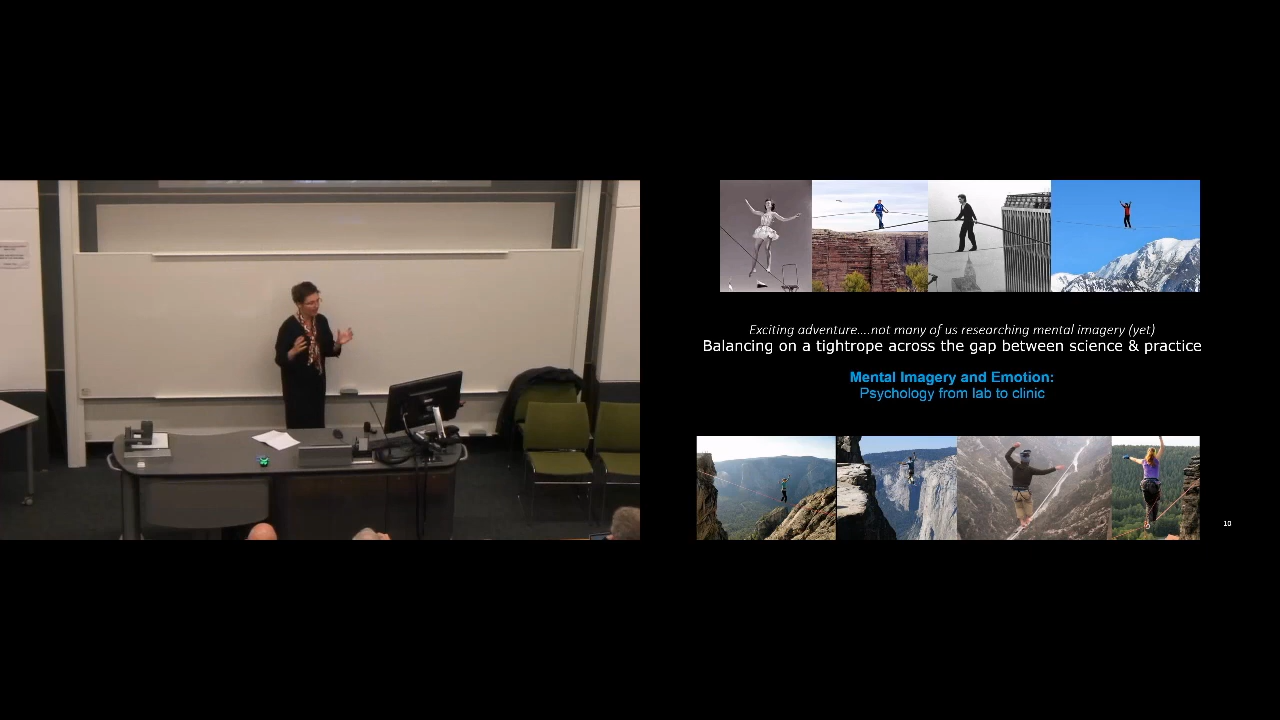 Exciting adventure....not many of us researching mental imagery (yet)
Balancing on a tightrope across the gap between science & practice
Mental Imagery and Emotion:
Psychology from lab to clinic
10